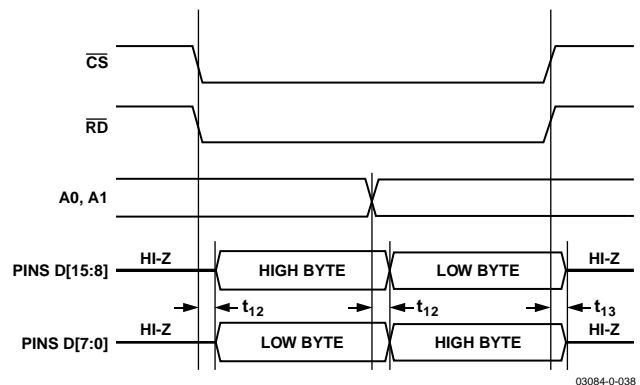 CS
RD
A0, A1
HI-Z HI-Z
PINS D[15:8] HIGH BYTE LOW BYTE
t12 t12 t13
HI-Z HI-Z
PINS D[7:0] LOW BYTE HIGH BYTE
03084-0-038